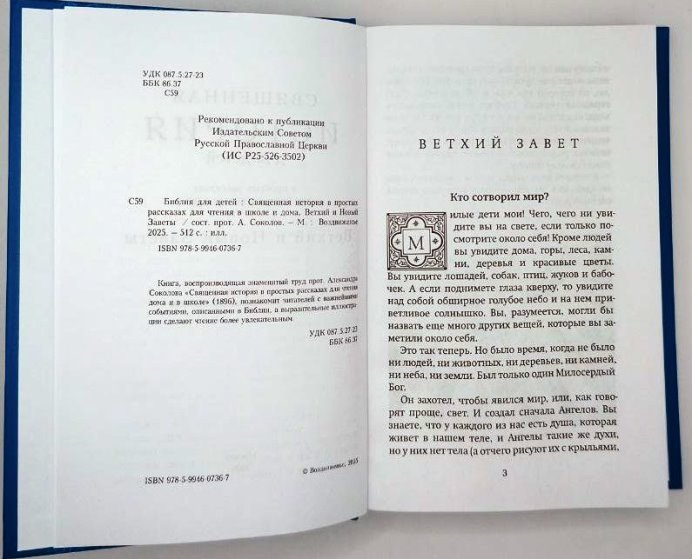 УДК 087.5.27-23
ББК 86.37
С59
Рекомендовано к публикации
Издательским Советом
Русской Православной Церкви
(ИС Р25-526-3502)
С59 Библия для детей : Священная история в простых
рассказах для чтения в школе и дома. Ветхий и Новый
Заветы / сост. прот. А. Соколов. – М : Воздвиженье,
2025. – 512 с. : илл.
ISBN 978-5-9946-0736-7
Книга, воспроизводящая знаменитый труд прот. Александра
Соколова «Священная история в простых рассказах для чтения
дома и в школе» (1896), познакомит читателей с важнейшими
событиями, описанными в Библии, а выразительные иллюстра-
ции сделают чтение более увлекательным.
УДК 087.5.27-23
ББК 86.37
© Воздвиженье, 2025
ISBN 978-5-9946-0736-7
ВЕТХИЙ ЗАВЕТ
Кто сотворил мир?
Милые дети мои! Чего, чего ни уви-
дите вы на свете, если только по-
смотрите около себя! Кроме людей
вы увидите дома, горы, леса, кам-
ни, деревья и красивые цветы.
Вы увидите лошадей, собак, птиц, жуков и бабо-
чек. А если поднимете глаза кверху, то увидите
над собой обширное голубое небо и на нем при-
ветливое солнышко. Вы, разумеется, могли бы
назвать еще много других вещей, которые вы за-
метили около себя.
Это так теперь. Но было время, когда не было
ни людей, ни животных, ни деревьев, ни камней,
ни неба, ни земли. Был только один Милосердый
Бог.
Он захотел, чтобы явился мир, или, как гово-
рят проще, свет. И создал сначала Ангелов. Вы
знаете, что у каждого из нас есть душа, которая
живет в нашем теле, и Ангелы такие же духи,
но у них нет тела (а отчего рисуют их с крыльями,
3